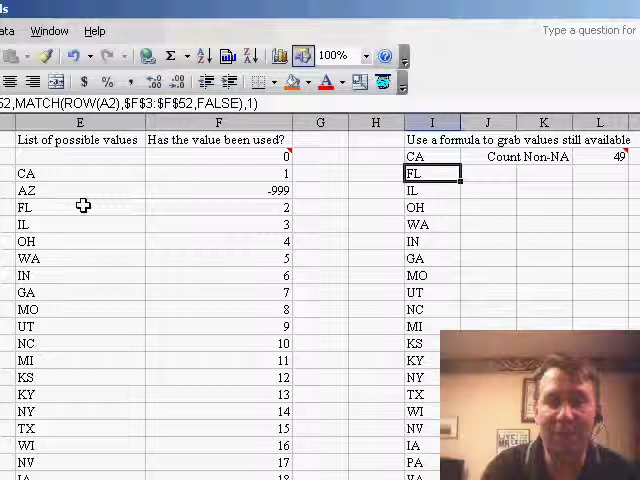 ls
ata Window Help
Type a question for
Σ 100%
$ % ,
52,MATCH(ROW(A2),$F$3:$F$52,FALSE),1)
E F G H I J K L
List of possible values Has the value been used? Use a formula to grab values still available
0 CA Count Non-NA 49
CA 1 FL
AZ -999 IL
FL 2 OH
IL 3 WA
OH 4 IN
WA 5 GA
IN 6 MO
GA 7 UT
MO 8 NC
UT 9 MI
NC 10 KS
MI 11 KY
KS 12 NY
KY 13 TX
NY 14 WI
TX 15 NV
WI 16 IA
NV 17 PA
IA 18 VA